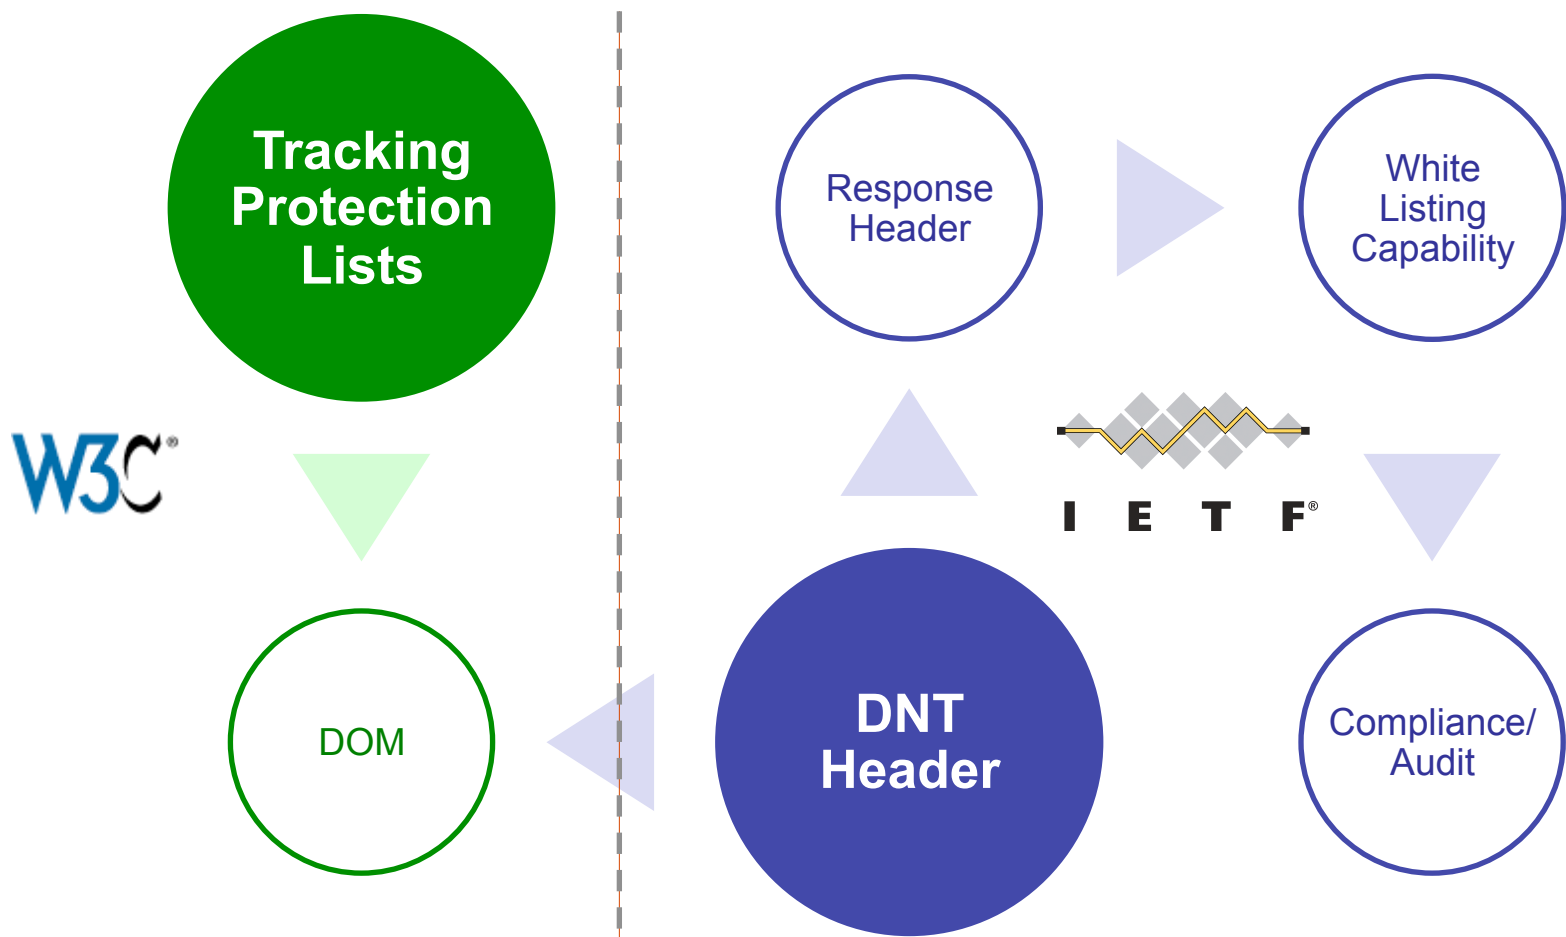 Tracking
Protection
Lists
W3C®
DOM
Response
Header
White
Listing
Capability
I E T F®
DNT
Header
Compliance/
Audit